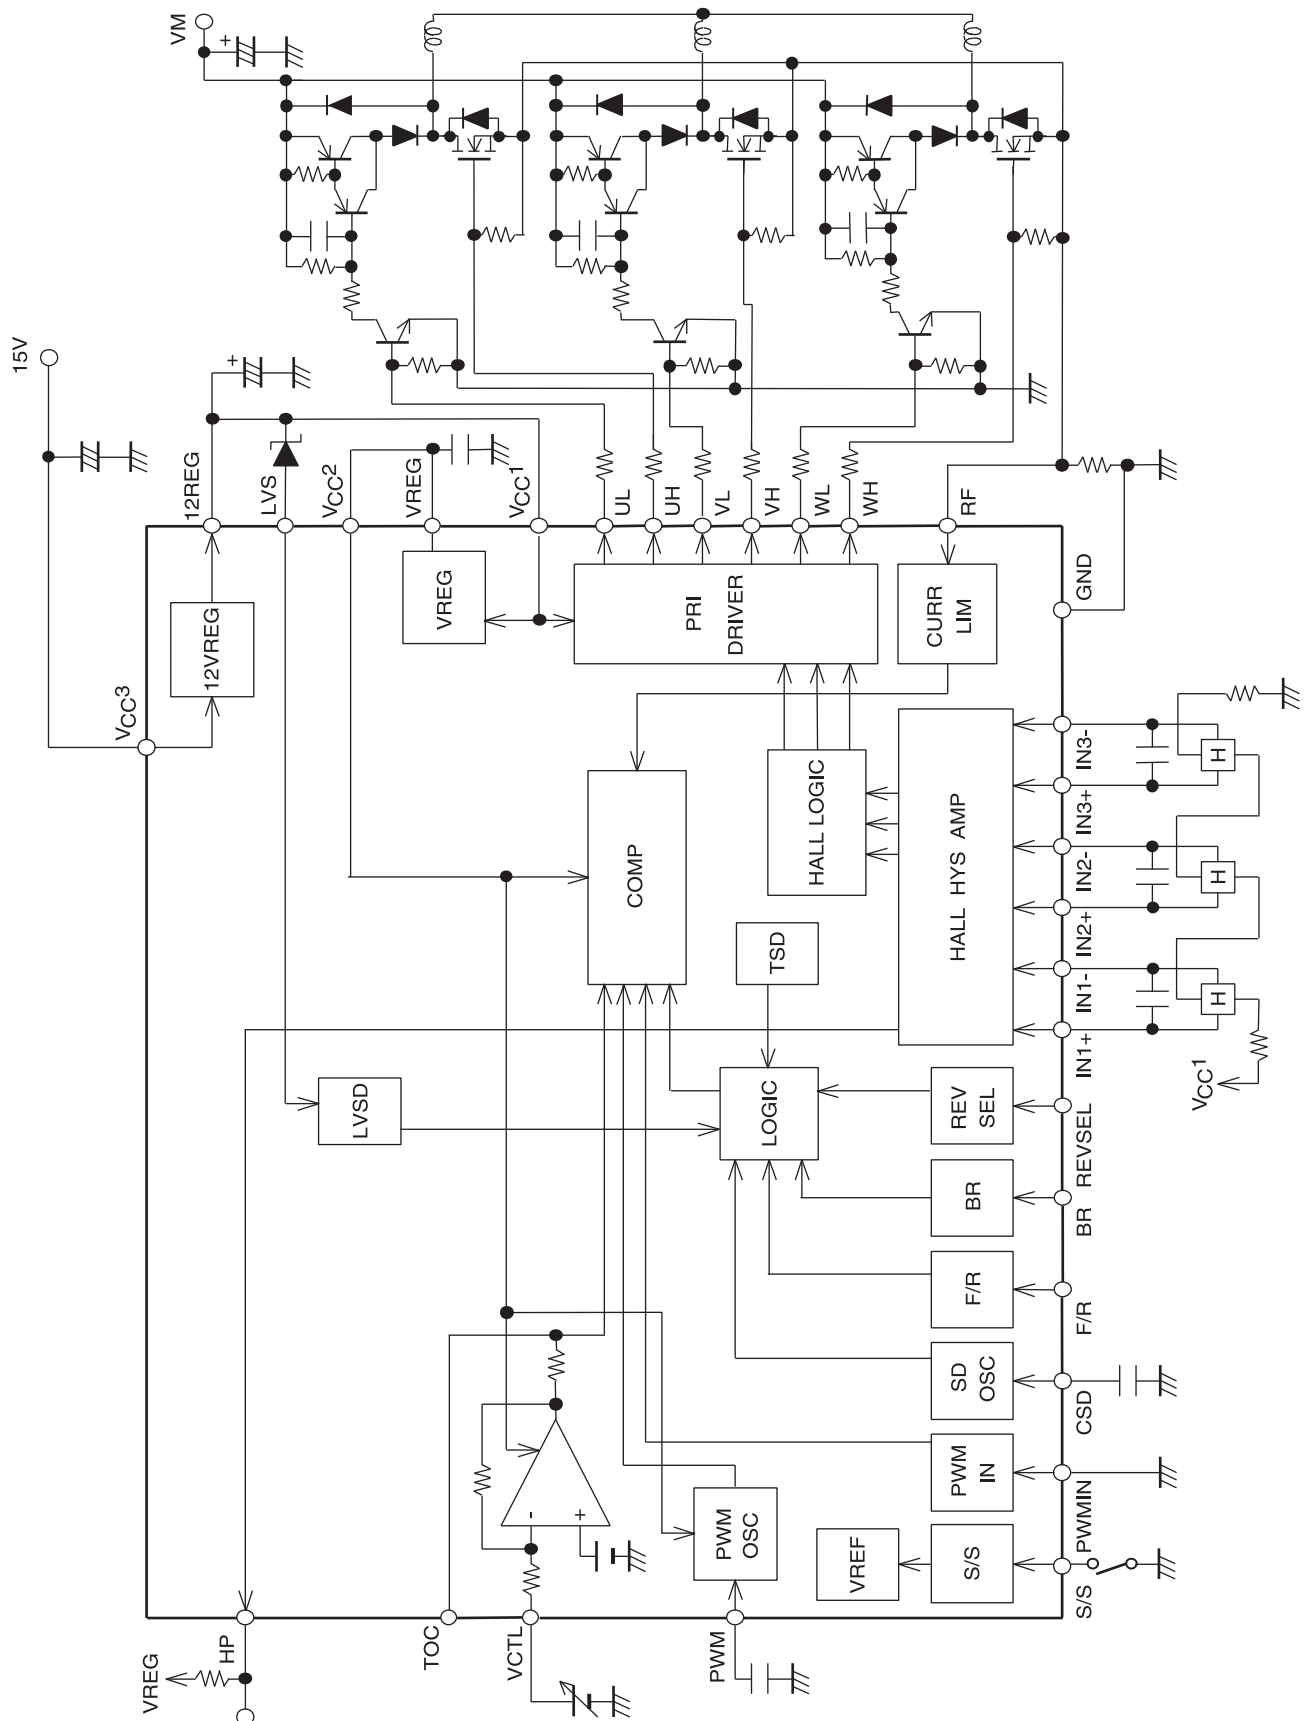 VM
+
15V
+
12REG
LVS
VCC2
VREG
VCC1
UL
UH
VL
VH
WL
WH
RF
VCC3
12VREG
VREG
PRI
DRIVER
CURR
LIM
GND
COMP
HALL LOGIC
HALL HYS AMP
IN3-
IN3+
IN2-
IN2+
IN1-
IN1+
H
H
H
VCC1
TSD
LVSD
LOGIC
REV
SEL
REVSEL
BR
BR
F/R
F/R
SD
OSC
CSD
PWM
IN
PWMIN
-
+
PWM
OSC
VREF
S/S
S/S
VREG
HP
TOC
VCTL
PWM